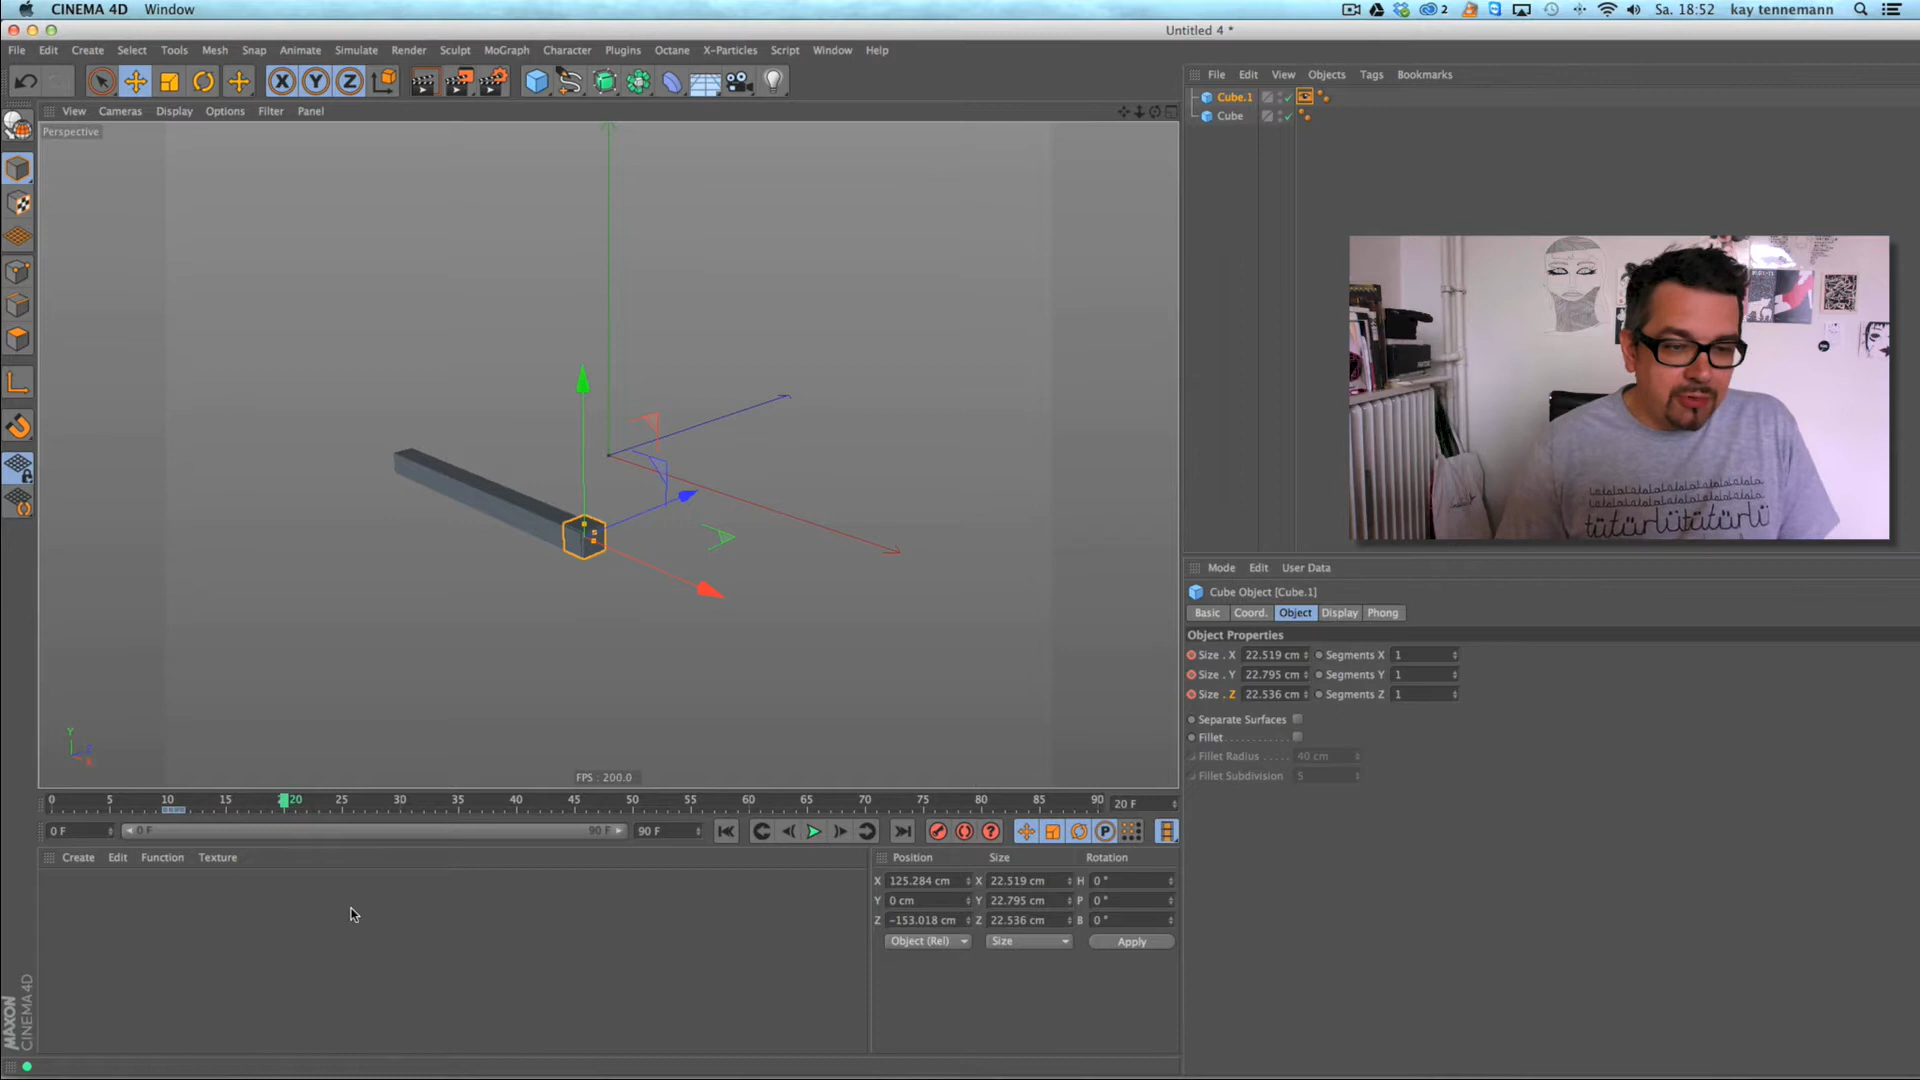 CINEMA 4D Window
2 Sa. 18:52 kay tennemann
Untitled 4 *
File Edit Create Select Tools Mesh Snap Animate Simulate Render Sculpt MoGraph Character Plugins Octane X-Particles Script Window Help
X Y Z
File Edit View Objects Tags Bookmarks
Cube.1
Cube
View Cameras Display Options Filter Panel
Perspective
lalalalalalalalalalala
tütürlütütürlü
Y
Z
X
FPS : 200.0
Mode Edit User Data
Cube Object [Cube.1]
Basic Coord. Object Display Phong
Object Properties
Size . X 22.519 cm Segments X 1
Size . Y 22.795 cm Segments Y 1
Size . Z 22.536 cm Segments Z 1
Separate Surfaces
Fillet
Fillet Radius 40 cm
Fillet Subdivision 5
0 5 10 15 20 25 30 35 40 45 50 55 60 65 70 75 80 85 90 20 F
0 F 0 F 90 F 90 F
Create Edit Function Texture
Position Size Rotation
X 125.284 cm X 22.519 cm H 0 °
Y 0 cm Y 22.795 cm P 0 °
Z -153.018 cm Z 22.536 cm B 0 °
Object (Rel) Size Apply
MAXON
CINEMA 4D